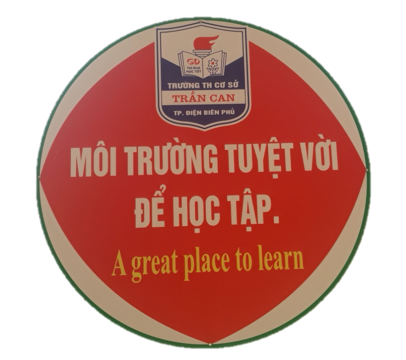 GD
TRƯỜNG TH CƠ SỞ
TRẦN CAN
TP. ĐIỆN BIÊN PHỦ
MÔI TRƯỜNG TUYỆT VỜI
ĐỂ HỌC TẬP.
A great place to learn